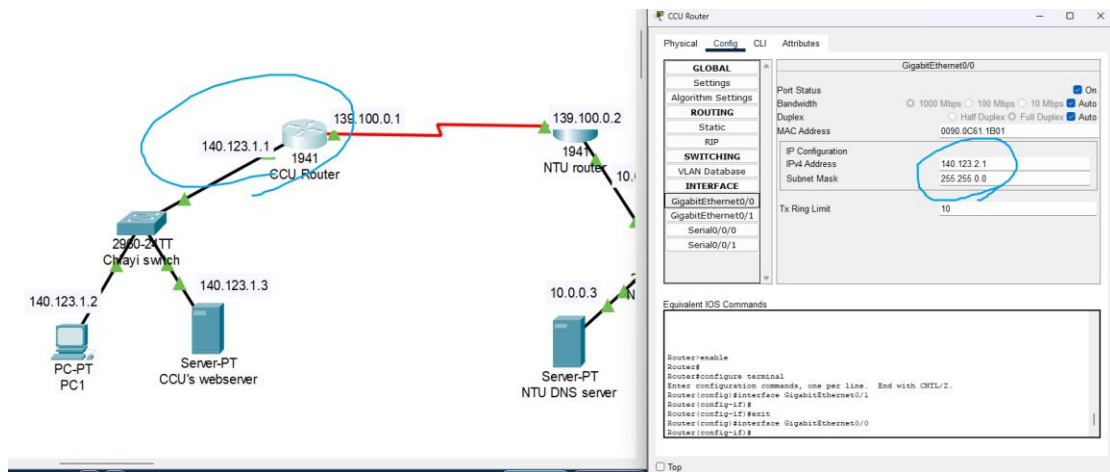 139.100.0.1
140.123.1.1
1941
CCU Router
139.100.0.2
1941
NTU router
10.0
2960-24TT
Chiayi switch
140.123.1.2
140.123.1.3
PC-PT
PC1
Server-PT
CCU's webserver
10.0.0.3
N
Server-PT
NTU DNS server
CCU Router
Physical Config CLI Attributes
GLOBAL
Settings
Algorithm Settings
ROUTING
Static
RIP
SWITCHING
VLAN Database
INTERFACE
GigabitEthernet0/0
GigabitEthernet0/1
Serial0/0/0
Serial0/0/1
GigabitEthernet0/0
Port Status On
Bandwidth 1000 Mbps 100 Mbps 10 Mbps Auto
Duplex Half Duplex Full Duplex Auto
MAC Address 0090.0C61.1B01
IP Configuration
IPv4 Address 140.123.2.1
Subnet Mask 255.255.0.0
Tx Ring Limit 10
Equivalent IOS Commands
Router>enable
Router#
Router#configure terminal
Enter configuration commands, one per line. End with CNTL/Z.
Router(config)#interface GigabitEthernet0/1
Router(config-if)#
Router(config-if)#exit
Router(config)#interface GigabitEthernet0/0
Router(config-if)#
Top